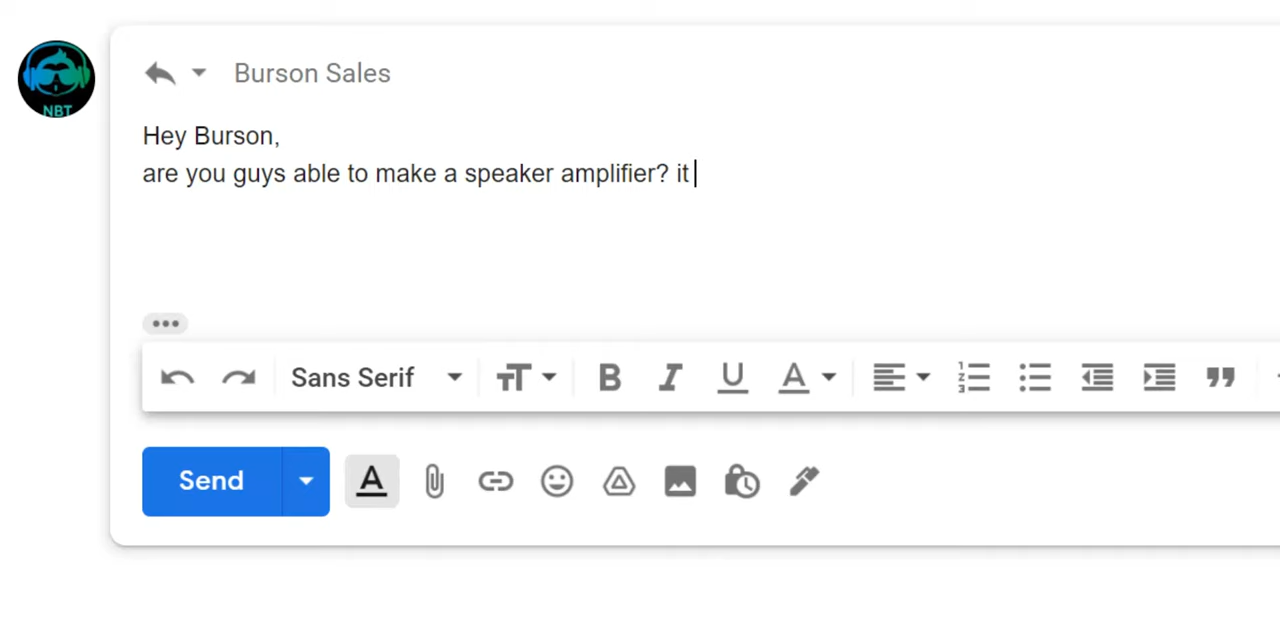 NBT
Burson Sales
Hey Burson,
are you guys able to make a speaker amplifier? it
Sans Serif
Send